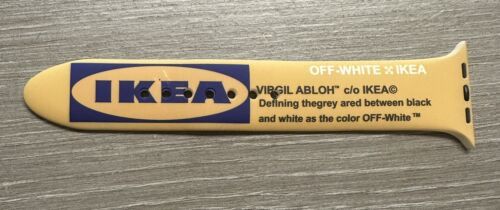 IKEA
OFF-WHITE IKEA
VIRGIL ABLOH™ c/o IKEA©
Defining thegrey ared between black
and white as the color OFF-White™